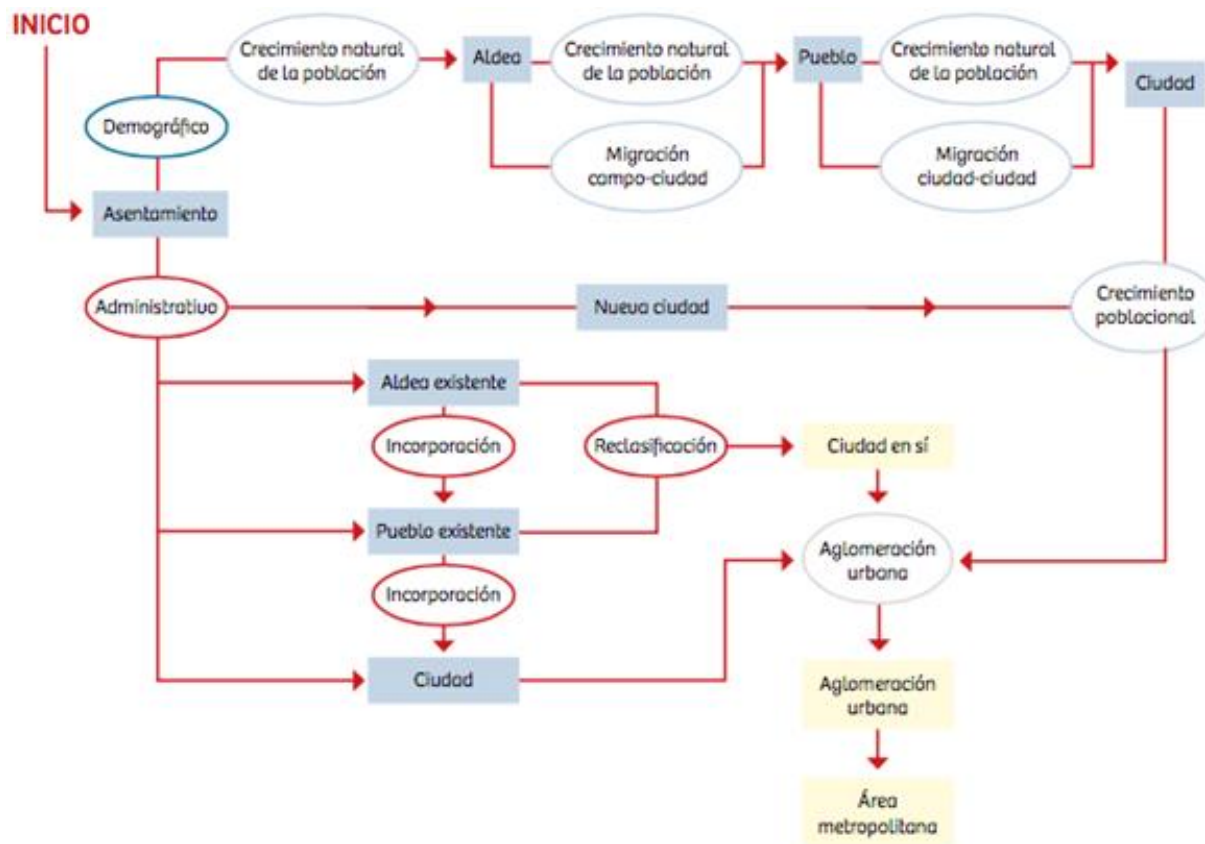 INICIO
Crecimiento natural
de la población
Aldea
Crecimiento natural
de la población
Pueblo
Crecimiento natural
de la población
Ciudad
Demográfico
Migración
campo-ciudad
Migración
ciudad-ciudad
Asentamiento
Administrativo
Nueva ciudad
Crecimiento
poblacional
Aldea existente
Incorporación
Reclasificación
Ciudad en sí
Pueblo existente
Aglomeración
urbana
Incorporación
Ciudad
Aglomeración
urbana
Área
metropolitana